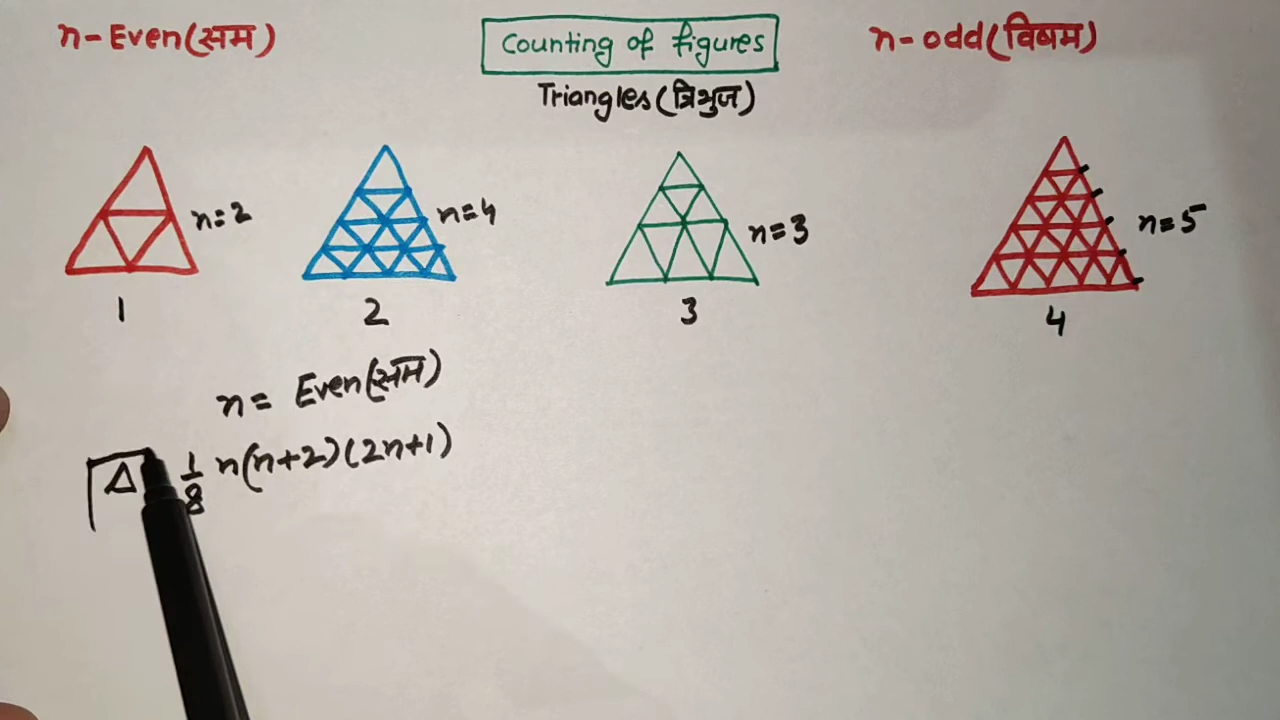 n-Even(सम)
Counting of figures
n-odd(विषम)
Triangles(त्रिभुज)
n=2
n=4
n=3
n=5
1
2
3
4
n= Even(सम)
Δ 1/8 n(n+2)(2n+1)